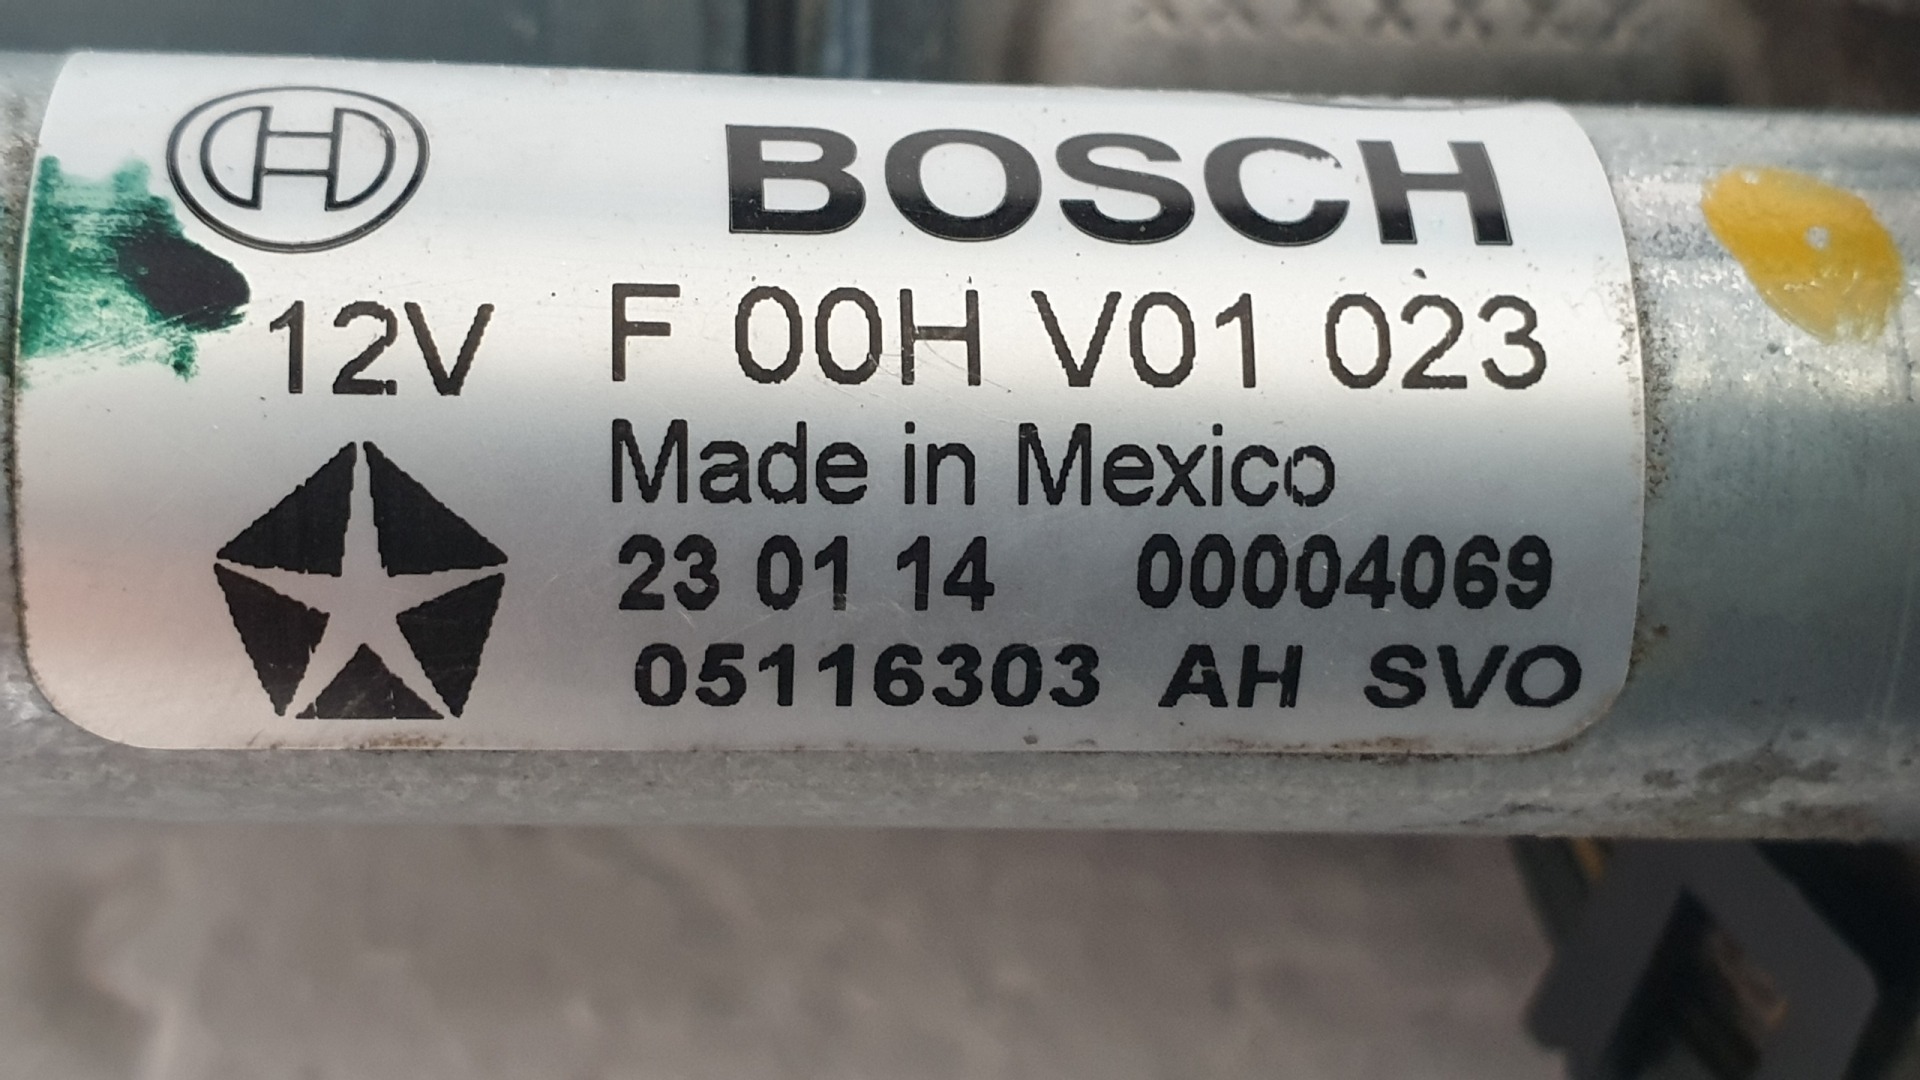 BOSCH
12V F 00H V01 023
Made in Mexico
23 01 14 00004069
05116303 AH SVO